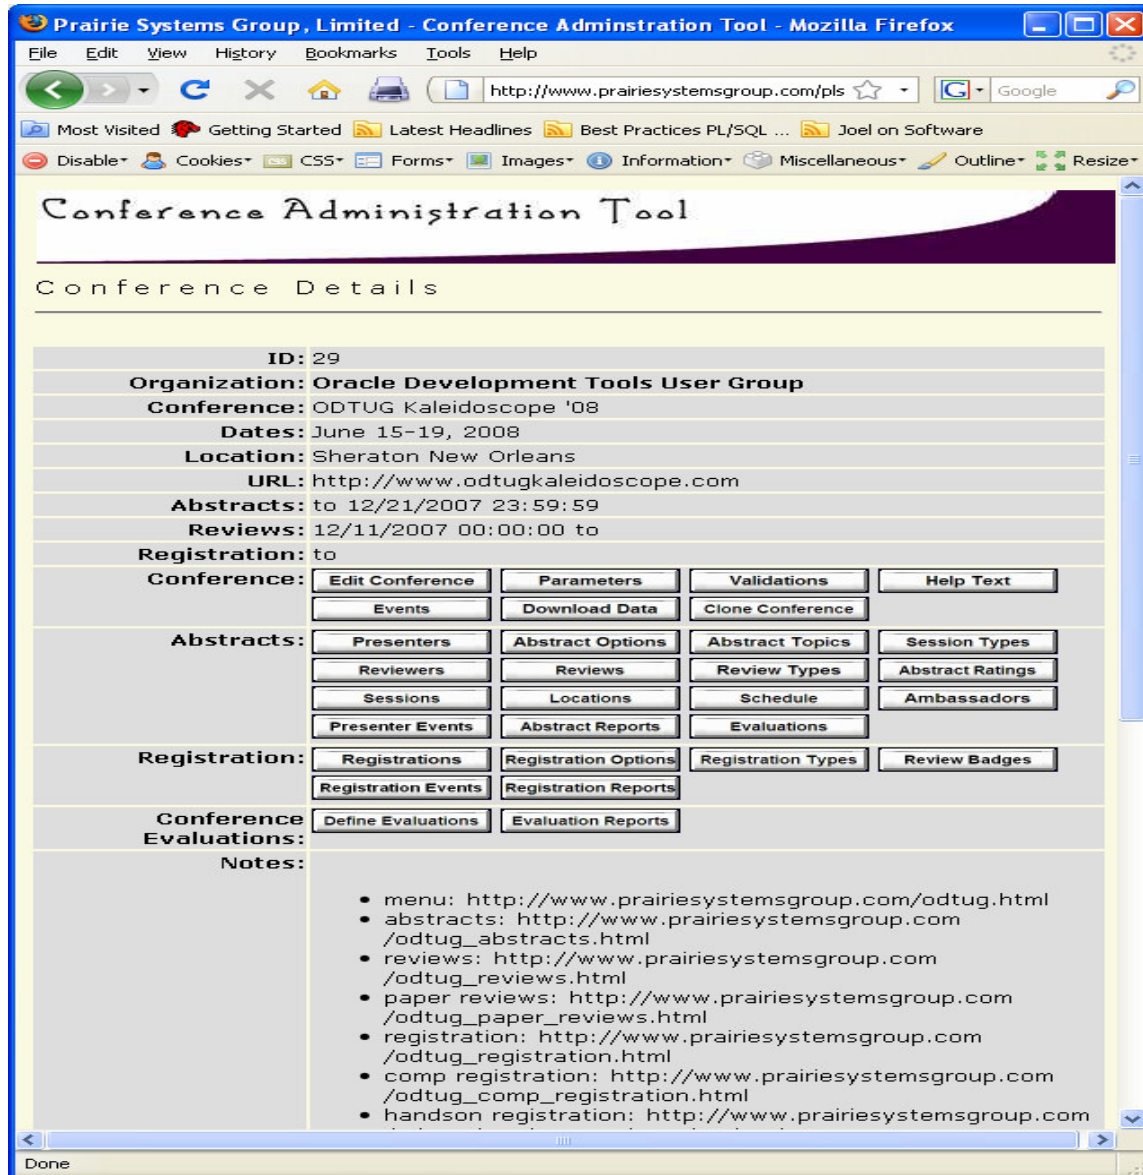 Prairie Systems Group, Limited - Conference Adminstration Tool - Mozilla Firefox
File Edit View History Bookmarks Tools Help
http://www.prairiesystemsgroup.com/pls G Google
Most Visited Getting Started Latest Headlines Best Practices PL/SQL ... Joel on Software
Disable Cookies CSS Forms Images Information Miscellaneous Outline Resize
Conference Administration Tool
Conference Details
ID: 29
Organization: Oracle Development Tools User Group
Conference: ODTUG Kaleidoscope '08
Dates: June 15-19, 2008
Location: Sheraton New Orleans
URL: http://www.odtugkaleidoscope.com
Abstracts: to 12/21/2007 23:59:59
Reviews: 12/11/2007 00:00:00 to
Registration: to
Conference: Edit Conference Parameters Validations Help Text
Events Download Data Clone Conference
Abstracts: Presenters Abstract Options Abstract Topics Session Types
Reviewers Reviews Review Types Abstract Ratings
Sessions Locations Schedule Ambassadors
Presenter Events Abstract Reports Evaluations
Registration: Registrations Registration Options Registration Types Review Badges
Registration Events Registration Reports
Conference Define Evaluations Evaluation Reports
Evaluations:
Notes:
• menu: http://www.prairiesystemsgroup.com/odtug.html
• abstracts: http://www.prairiesystemsgroup.com
/odtug_abstracts.html
• reviews: http://www.prairiesystemsgroup.com
/odtug_reviews.html
• paper reviews: http://www.prairiesystemsgroup.com
/odtug_paper_reviews.html
• registration: http://www.prairiesystemsgroup.com
/odtug_registration.html
• comp registration: http://www.prairiesystemsgroup.com
/odtug_comp_registration.html
• handson registration: http://www.prairiesystemsgroup.com
Done